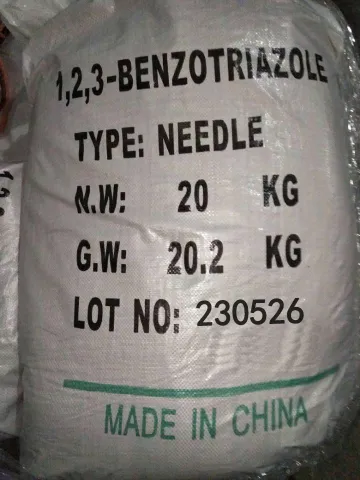 1,2,3-BENZOTRIAZOLE
TYPE: NEEDLE
N.W: 20 KG
G.W: 20.2 KG
LOT NO: 230526
MADE IN CHINA